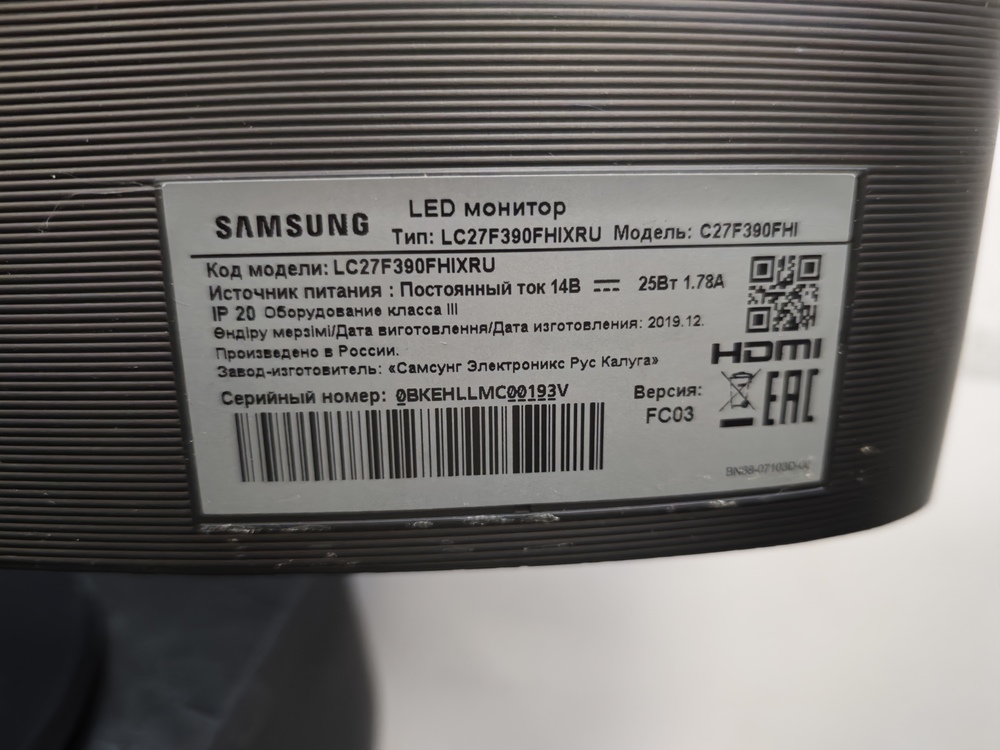 SAMSUNG
LED монитор
Тип: LC27F390FHIXRU Модель: C27F390FHI
Код модели: LC27F390FHIXRU
Источник питания : Постоянный ток 14В 25Вт 1.78А
IP 20 Оборудование класса III
Өндіру мерзімі/Дата виготовлення/Дата изготовления: 2019.12.
Произведено в России.
Завод-изготовитель: «Самсунг Электроникс Рус Калуга»
HDMI
Серийный номер: 0BKEHLLMC00193V
Версия:
FC03
EAC